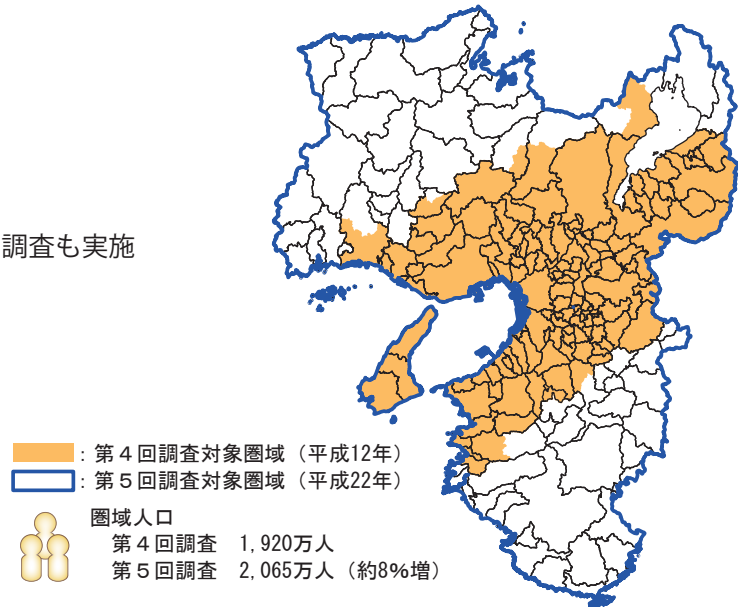 調査も実施
：第４回調査対象圏域（平成12年）
：第５回調査対象圏域（平成22年）
圏域人口
第４回調査　1,920万人
第５回調査　2,065万人（約8%増）